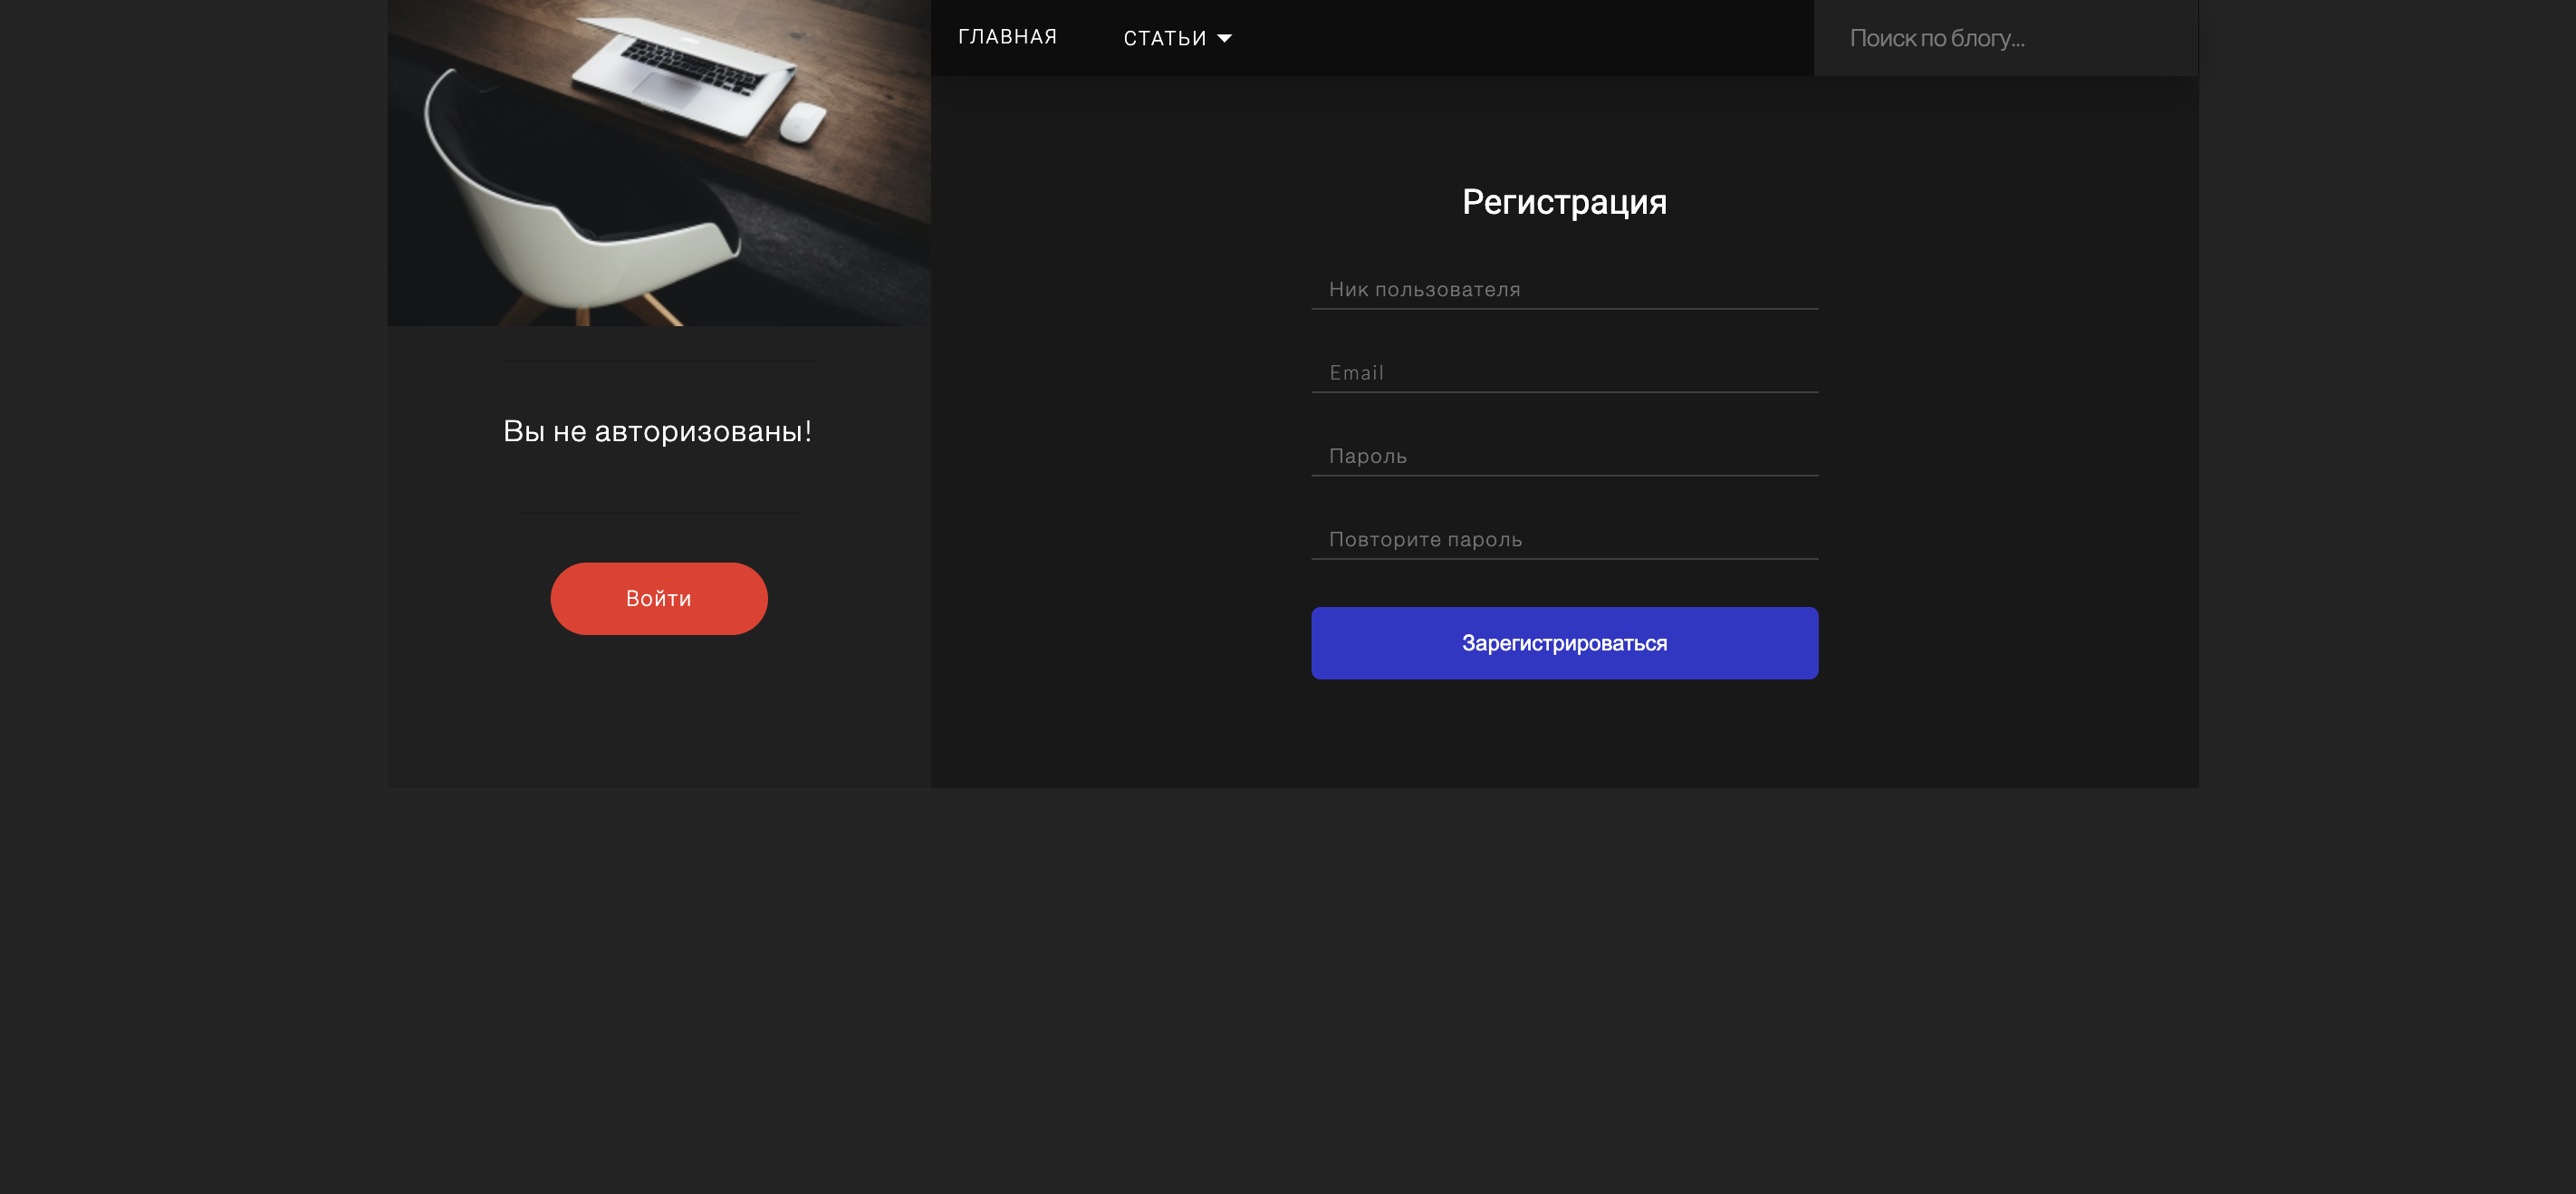 ГЛАВНАЯ
СТАТЬИ
Поиск по блогу...
Вы не авторизованы!
Войти
Регистрация
Ник пользователя
Email
Пароль
Повторите пароль
Зарегистрироваться